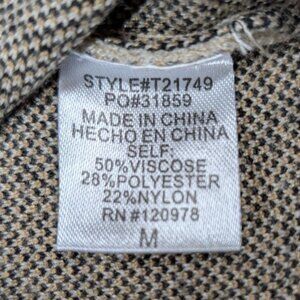 STYLE#T21749
PO#31859
MADE IN CHINA
HECHO EN CHINA
SELF:
50%VISCOSE
28%POLYESTER
22%NYLON
RN #120978
M